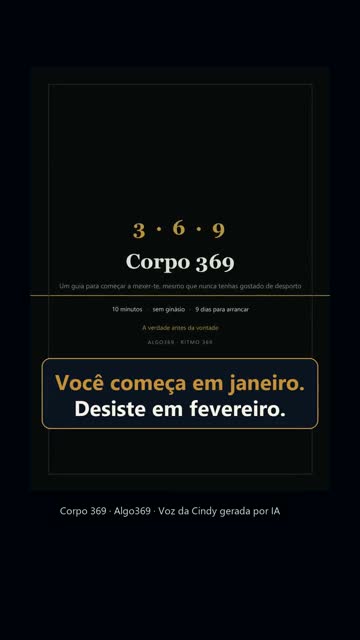 3 · 6 · 9
Corpo 369
Um guia para começar a mexer-te, mesmo que nunca tenhas gostado de desporto
10 minutos · sem ginásio · 9 dias para arrancar
A verdade antes da vontade
ALGO369 · RITMO 369
Você começa em janeiro.
Desiste em fevereiro.
Corpo 369 · Algo369 · Voz da Cindy gerada por IA